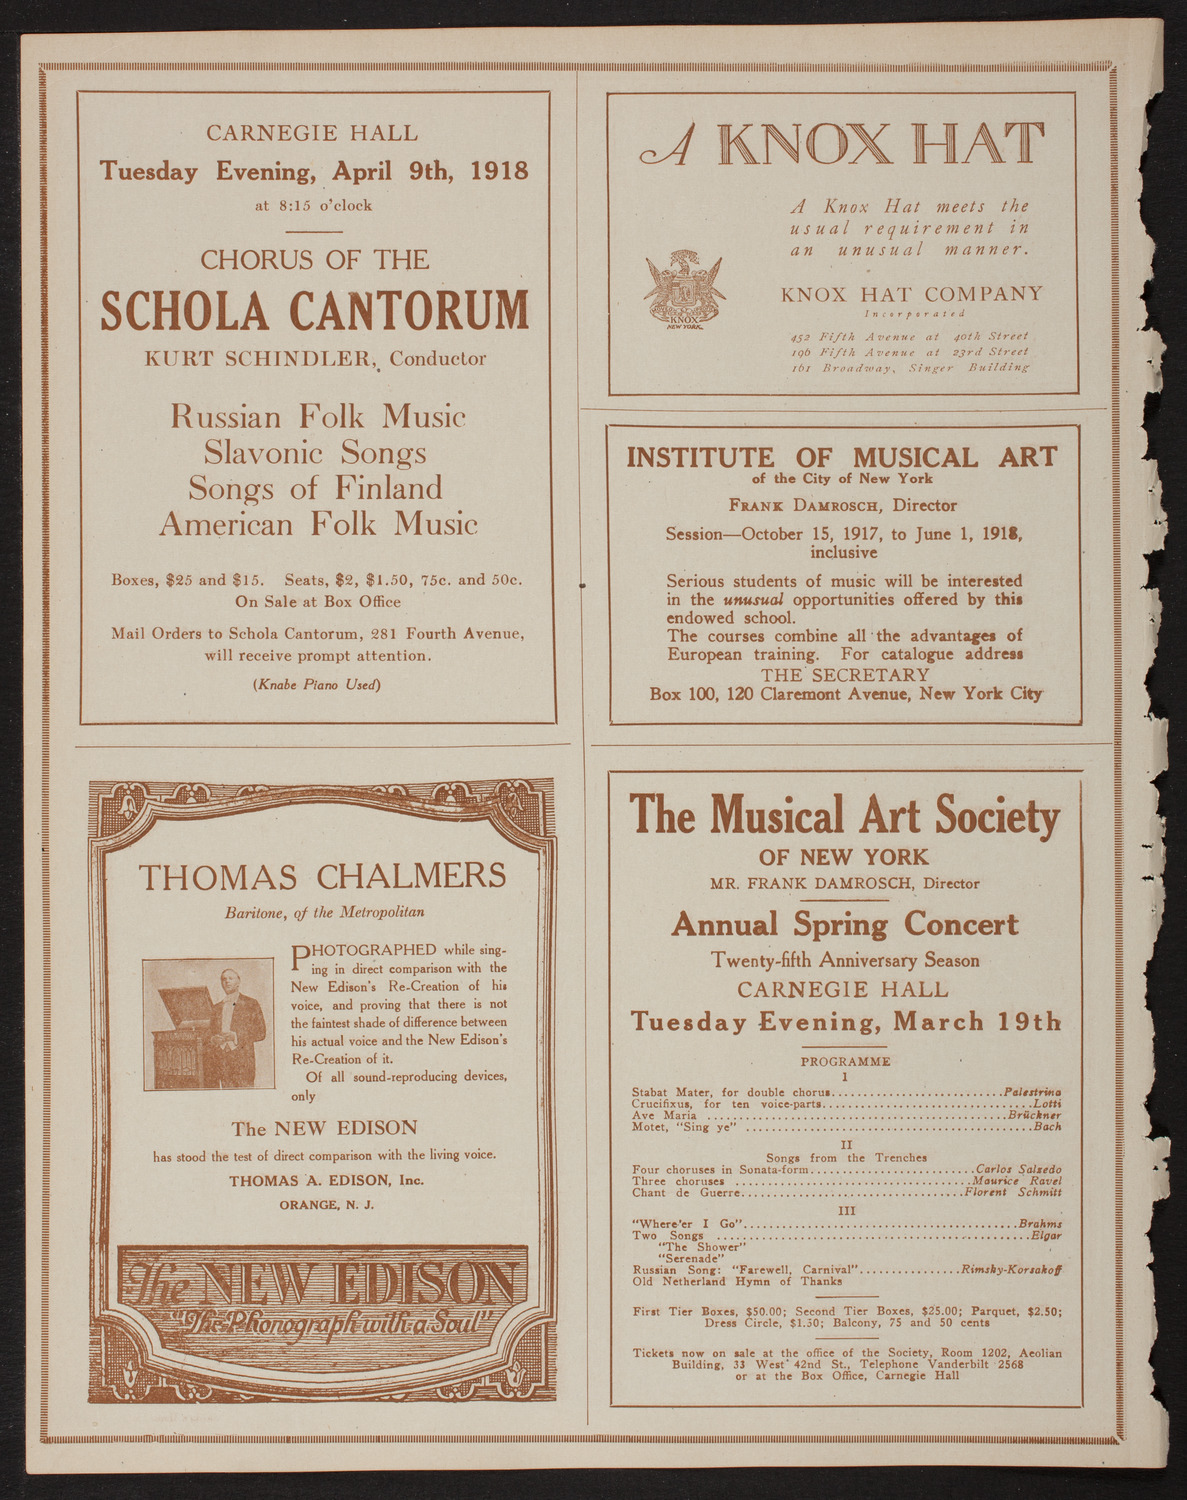 CARNEGIE HALL
Tuesday Evening, April 9th, 1918
at 8:15 o'clock
CHORUS OF THE
SCHOLA CANTORUM
KURT SCHINDLER, Conductor
Russian Folk Music
Slavonic Songs
Songs of Finland
American Folk Music
Boxes, $25 and $15. Seats, $2, $1.50, 75c. and 50c.
On Sale at Box Office
Mail Orders to Schola Cantorum, 281 Fourth Avenue,
will receive prompt attention.
(Knabe Piano Used)
THOMAS CHALMERS
Baritone, of the Metropolitan
PHOTOGRAPHED while sing-
ing in direct comparison with the
New Edison's Re-Creation of his
voice, and proving that there is not
the faintest shade of difference between
his actual voice and the New Edison's
Re-Creation of it.
Of all sound-reproducing devices,
only
The NEW EDISON
has stood the test of direct comparison with the living voice.
THOMAS A. EDISON, Inc.
ORANGE, N. J.
The NEW EDISON
"The Phonograph with a Soul"
A KNOX HAT
A Knox Hat meets the
usual requirement in
an unusual manner.
KNOX
NEW YORK
KNOX HAT COMPANY
Incorporated
452 Fifth Avenue at 40th Street
196 Fifth Avenue at 23rd Street
161 Broadway, Singer Building
INSTITUTE OF MUSICAL ART
of the City of New York
FRANK DAMROSCH, Director
Session—October 15, 1917, to June 1, 1918,
inclusive
Serious students of music will be interested
in the unusual opportunities offered by this
endowed school.
The courses combine all the advantages of
European training. For catalogue address
THE SECRETARY
Box 100, 120 Claremont Avenue, New York City
The Musical Art Society
OF NEW YORK
MR. FRANK DAMROSCH, Director
Annual Spring Concert
Twenty-fifth Anniversary Season
CARNEGIE HALL
Tuesday Evening, March 19th
PROGRAMME
I
Stabat Mater, for double chorus.............................Palestrina
Crucifixus, for ten voice-parts...................................Lotti
Ave Maria ..................................................Brückner
Motet, "Sing ye" ................................................Bach
II
Songs from the Trenches
Four choruses in Sonata-form...........................Carlos Salzedo
Three choruses .......................................Maurice Ravel
Chant de Guerre.....................................Florent Schmitt
III
"Where'er I Go".............................................Brahms
Two Songs ....................................................Elgar
"The Shower"
"Serenade"
Russian Song: "Farewell, Carnival"................Rimsky-Korsakoff
Old Netherland Hymn of Thanks
First Tier Boxes, $50.00; Second Tier Boxes, $25.00; Parquet, $2.50;
Dress Circle, $1.50; Balcony, 75 and 50 cents
Tickets now on sale at the office of the Society, Room 1202, Aeolian
Building, 33 West 42nd St., Telephone Vanderbilt 2568
or at the Box Office, Carnegie Hall